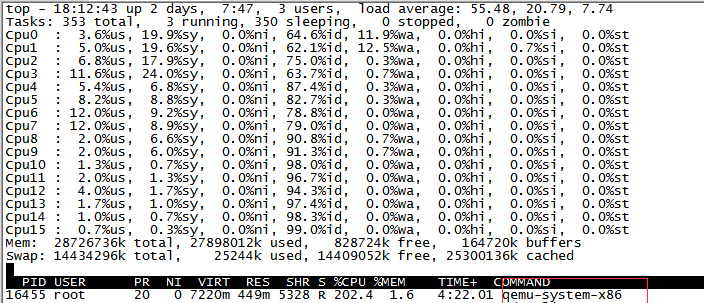 top - 18:12:43 up 2 days,  7:47,  3 users,  load average: 55.48, 20.79, 7.74
Tasks: 353 total,   3 running, 350 sleeping,   0 stopped,   0 zombie
Cpu0  :  3.6%us, 19.9%sy,  0.0%ni, 64.6%id, 11.9%wa,  0.0%hi,  0.0%si,  0.0%st
Cpu1  :  5.0%us, 19.6%sy,  0.0%ni, 62.1%id, 12.5%wa,  0.0%hi,  0.7%si,  0.0%st
Cpu2  :  6.8%us, 17.9%sy,  0.0%ni, 75.0%id,  0.3%wa,  0.0%hi,  0.0%si,  0.0%st
Cpu3  : 11.6%us, 24.0%sy,  0.0%ni, 63.7%id,  0.7%wa,  0.0%hi,  0.0%si,  0.0%st
Cpu4  :  5.4%us,  6.8%sy,  0.0%ni, 87.4%id,  0.3%wa,  0.0%hi,  0.0%si,  0.0%st
Cpu5  :  8.2%us,  8.8%sy,  0.0%ni, 82.7%id,  0.3%wa,  0.0%hi,  0.0%si,  0.0%st
Cpu6  : 12.0%us,  9.2%sy,  0.0%ni, 78.8%id,  0.0%wa,  0.0%hi,  0.0%si,  0.0%st
Cpu7  : 12.0%us,  8.9%sy,  0.0%ni, 79.0%id,  0.0%wa,  0.0%hi,  0.0%si,  0.0%st
Cpu8  :  2.0%us,  6.6%sy,  0.0%ni, 90.8%id,  0.7%wa,  0.0%hi,  0.0%si,  0.0%st
Cpu9  :  2.0%us,  6.0%sy,  0.0%ni, 91.3%id,  0.7%wa,  0.0%hi,  0.0%si,  0.0%st
Cpu10 :  1.3%us,  0.7%sy,  0.0%ni, 98.0%id,  0.0%wa,  0.0%hi,  0.0%si,  0.0%st
Cpu11 :  2.0%us,  1.3%sy,  0.0%ni, 96.7%id,  0.0%wa,  0.0%hi,  0.0%si,  0.0%st
Cpu12 :  4.0%us,  1.7%sy,  0.0%ni, 94.3%id,  0.0%wa,  0.0%hi,  0.0%si,  0.0%st
Cpu13 :  1.7%us,  1.0%sy,  0.0%ni, 97.4%id,  0.0%wa,  0.0%hi,  0.0%si,  0.0%st
Cpu14 :  1.0%us,  0.7%sy,  0.0%ni, 98.3%id,  0.0%wa,  0.0%hi,  0.0%si,  0.0%st
Cpu15 :  0.7%us,  0.3%sy,  0.0%ni, 99.0%id,  0.0%wa,  0.0%hi,  0.0%si,  0.0%st
Mem:  28726736k total, 27898012k used,   828724k free,   164720k buffers
Swap: 14434296k total,    25244k used, 14409052k free, 25300136k cached
PID USER      PR  NI  VIRT  RES  SHR S %CPU %MEM    TIME+  COMMAND
16455 root      20   0 7220m 449m 5328 R 202.4  1.6   4:22.01 qemu-system-x86